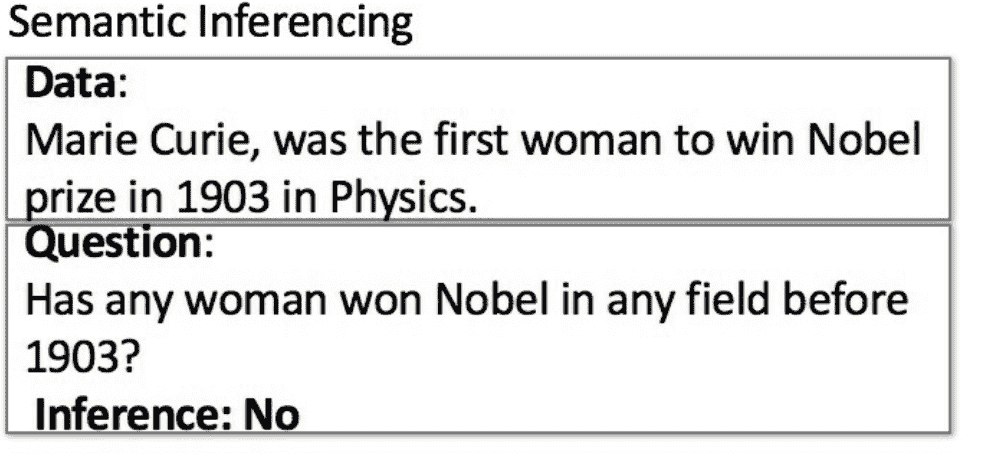 Semantic Inferencing
Data:
Marie Curie, was the first woman to win Nobel
prize in 1903 in Physics.
Question:
Has any woman won Nobel in any field before
1903?
Inference: No